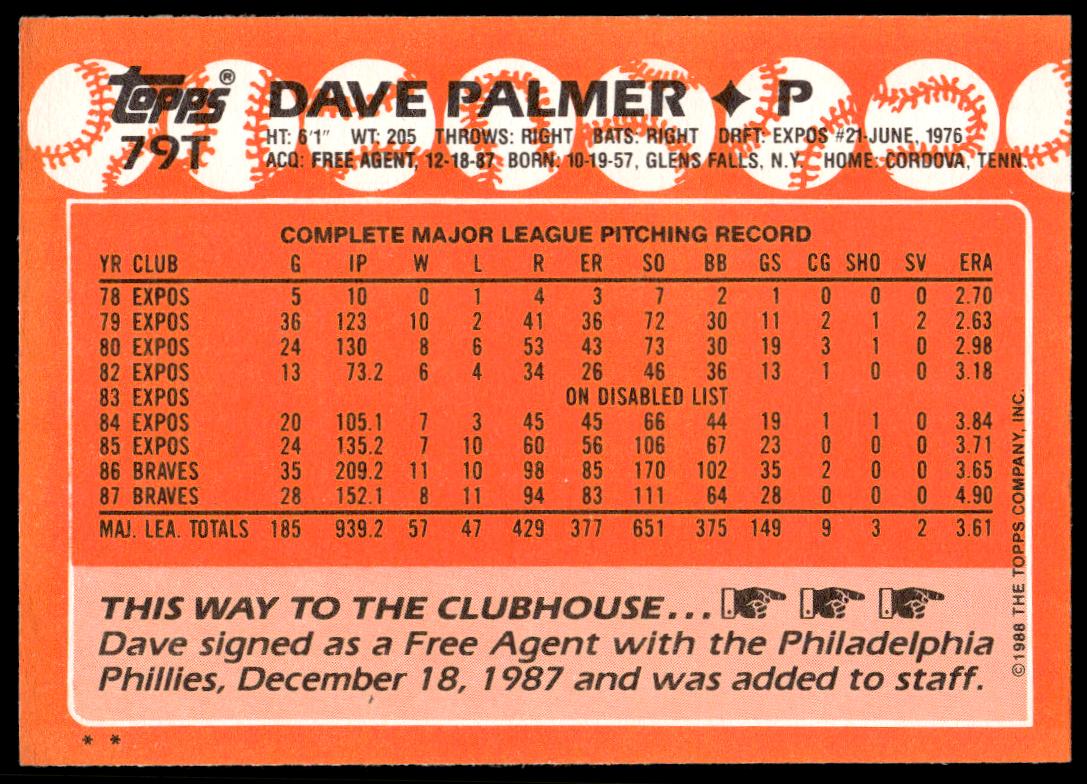 topps®
79T
DAVE PALMER ✦ P
HT: 6'1" WT: 205 THROWS: RIGHT BATS: RIGHT DRFT: EXPOS #21-JUNE, 1976
ACQ: FREE AGENT, 12-18-87 BORN: 10-19-57, GLENS FALLS, N.Y. HOME: CORDOVA, TENN.
COMPLETE MAJOR LEAGUE PITCHING RECORD
YR CLUB G IP W L R ER SO BB GS CG SHO SV ERA
78 EXPOS 5 10 0 1 4 3 7 2 1 0 0 0 2.70
79 EXPOS 36 123 10 2 41 36 72 30 11 2 1 2 2.63
80 EXPOS 24 130 8 6 53 43 73 30 19 3 1 0 2.98
82 EXPOS 13 73.2 6 4 34 26 46 36 13 1 0 0 3.18
83 EXPOS ON DISABLED LIST
84 EXPOS 20 105.1 7 3 45 45 66 44 19 1 1 0 3.84
85 EXPOS 24 135.2 7 10 60 56 106 67 23 0 0 0 3.71
86 BRAVES 35 209.2 11 10 98 85 170 102 35 2 0 0 3.65
87 BRAVES 28 152.1 8 11 94 83 111 64 28 0 0 0 4.90
MAJ. LEA. TOTALS 185 939.2 57 47 429 377 651 375 149 9 3 2 3.61
THIS WAY TO THE CLUBHOUSE...
Dave signed as a Free Agent with the Philadelphia
Phillies, December 18, 1987 and was added to staff.
©1988 THE TOPPS COMPANY, INC.
* *